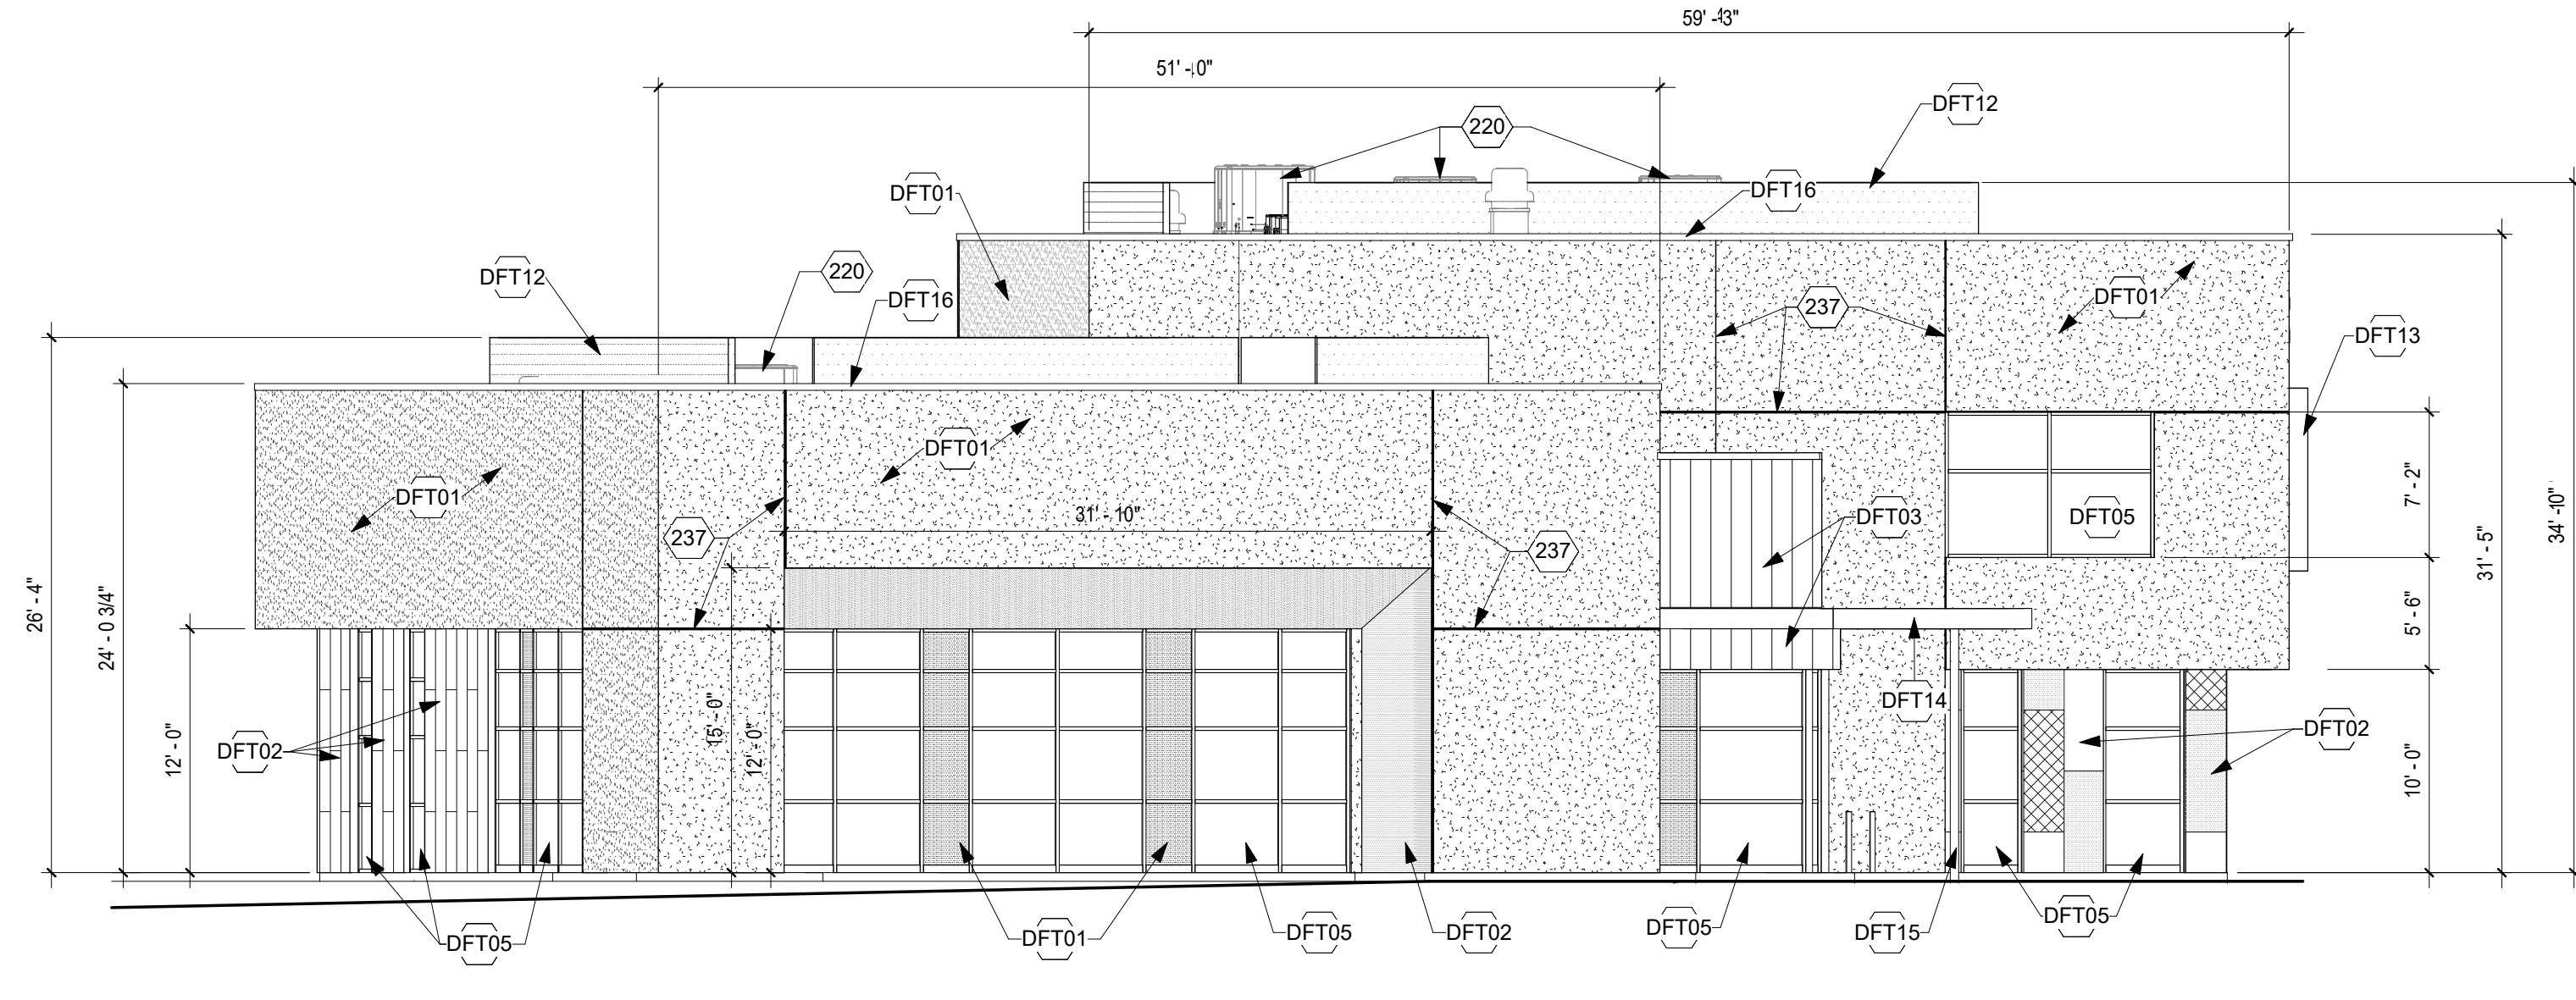 59' - 3"
51' - 0"
DFT12
220
DFT16
DFT01
DFT12
220
DFT16
DFT01
237
DFT13
DFT01
DFT01
237
31' - 10"
237
DFT03
DFT05
7' - 2"
31' - 5"
34' - 10"
26' - 4"
24' - 0 3/4"
5' - 6"
12' - 0"
DFT02
15' - 0"
12' - 0"
DFT14
DFT02
10' - 0"
DFT05
DFT01
DFT05
DFT02
DFT05
DFT15
DFT05